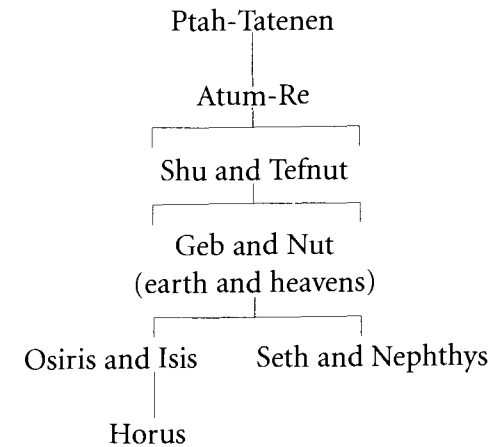 Ptah-Tatenen
Atum-Re
Shu and Tefnut
Geb and Nut
(earth and heavens)
Osiris and Isis
Seth and Nephthys
Horus